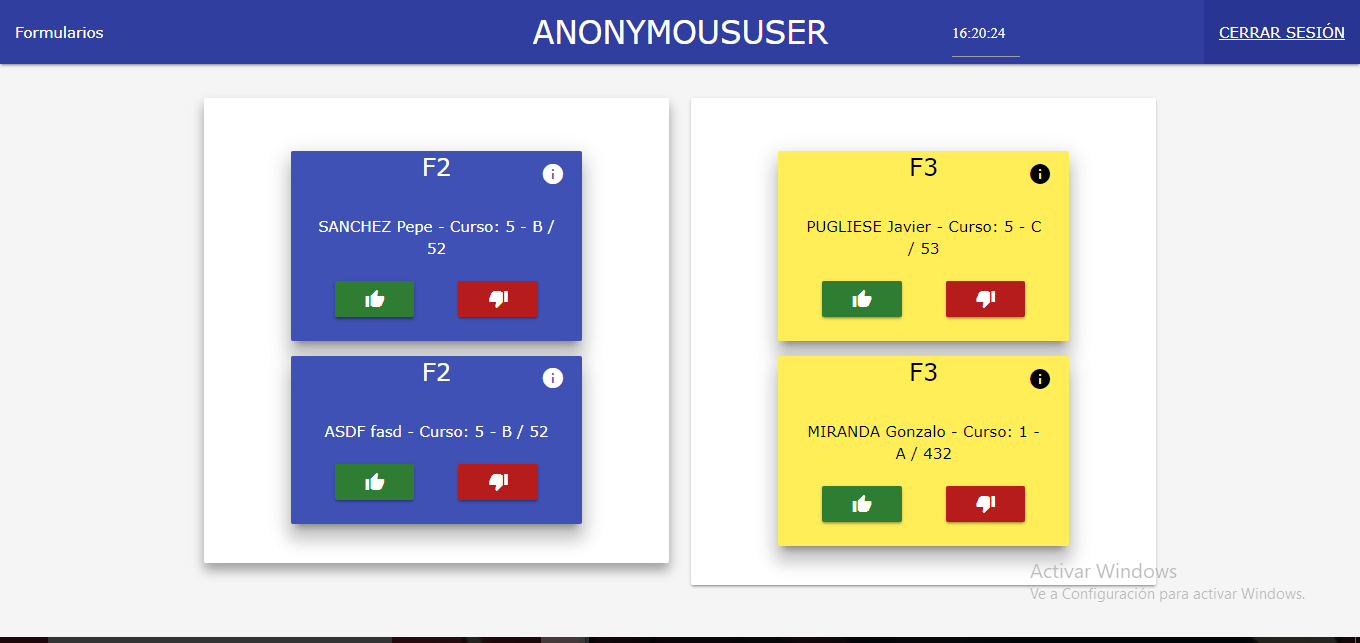 Formularios
ANONYMOUSUSER
16:20:24
CERRAR SESIÓN
F2
SANCHEZ Pepe - Curso: 5 - B /
52
F2
ASDF fasd - Curso: 5 - B / 52
F3
PUGLIESE Javier - Curso: 5 - C
/ 53
F3
MIRANDA Gonzalo - Curso: 1 -
A / 432
Activar Windows
Ve a Configuración para activar Windows.